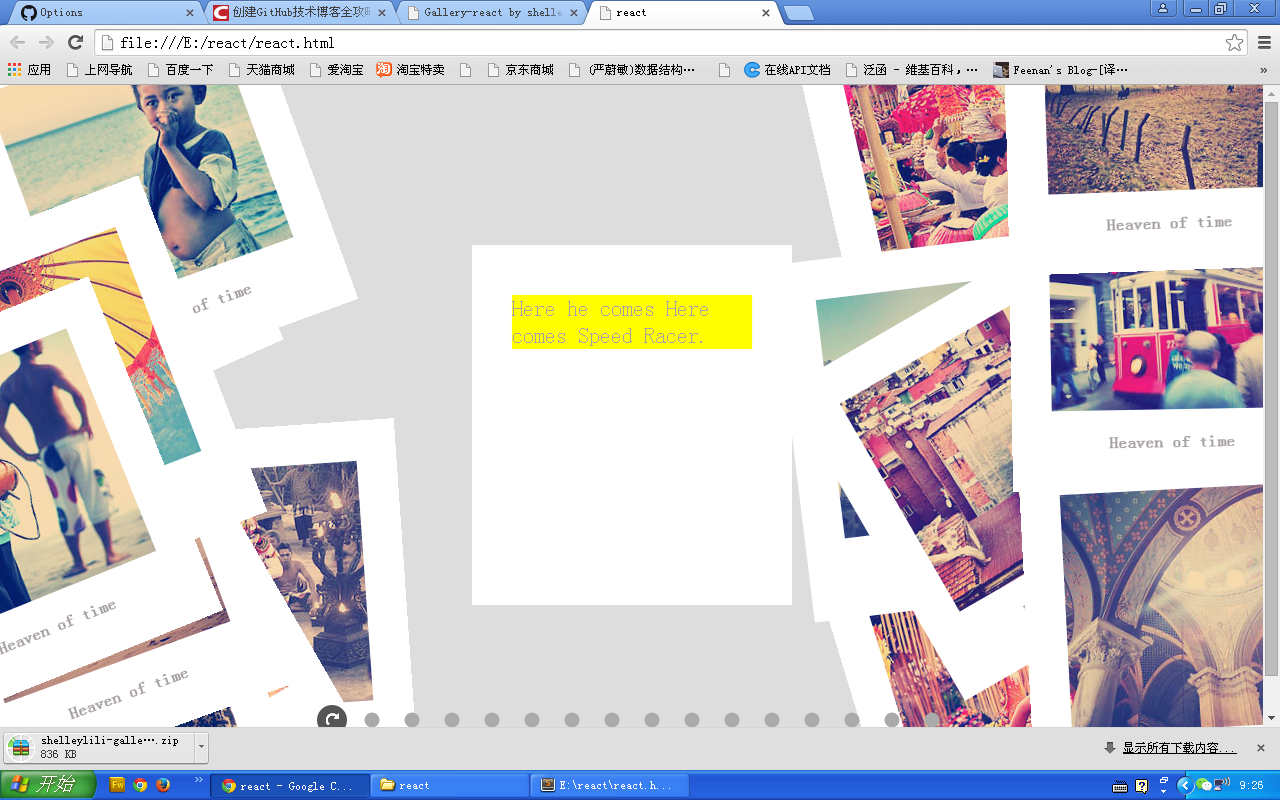 Options
创建GitHub技术博客全攻略
Gallery-react by shelle
react
file:///E:/react/react.html
应用
上网导航
百度一下
天猫商城
爱淘宝
淘宝特卖
京东商城
(严蔚敏)数据结构…
在线API文档
泛函 - 维基百科，…
Feenan's Blog-[译…
»
of time
Heaven of time
Here he comes Here
comes Speed Racer.
Heaven of time
Heaven of time
Heaven of time
shelleylili-galle….zip
836 KB
显示所有下载内容...
开始
Fw
»
react - Google C...
react
E:\react\react.h...
9:26